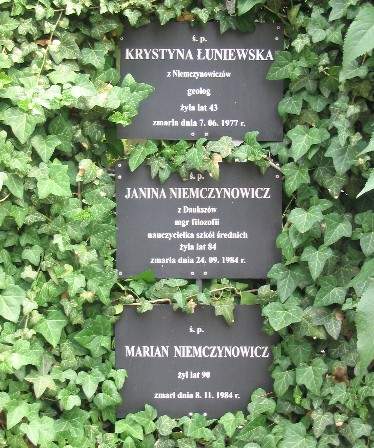 ś. p.
KRYSTYNA ŁUNIEWSKA
z Niemczynowiczów
geolog
żyła lat 43
zmarła dnia 7. 06. 1977 r.
ś. p.
JANINA NIEMCZYNOWICZ
z Daukszów
mgr filozofii
nauczycielka szkół średnich
żyła lat 84
zmarła dnia 24. 09. 1984 r.
ś. p.
MARIAN NIEMCZYNOWICZ
żył lat 90
zmarł dnia 8. 11. 1984 r.